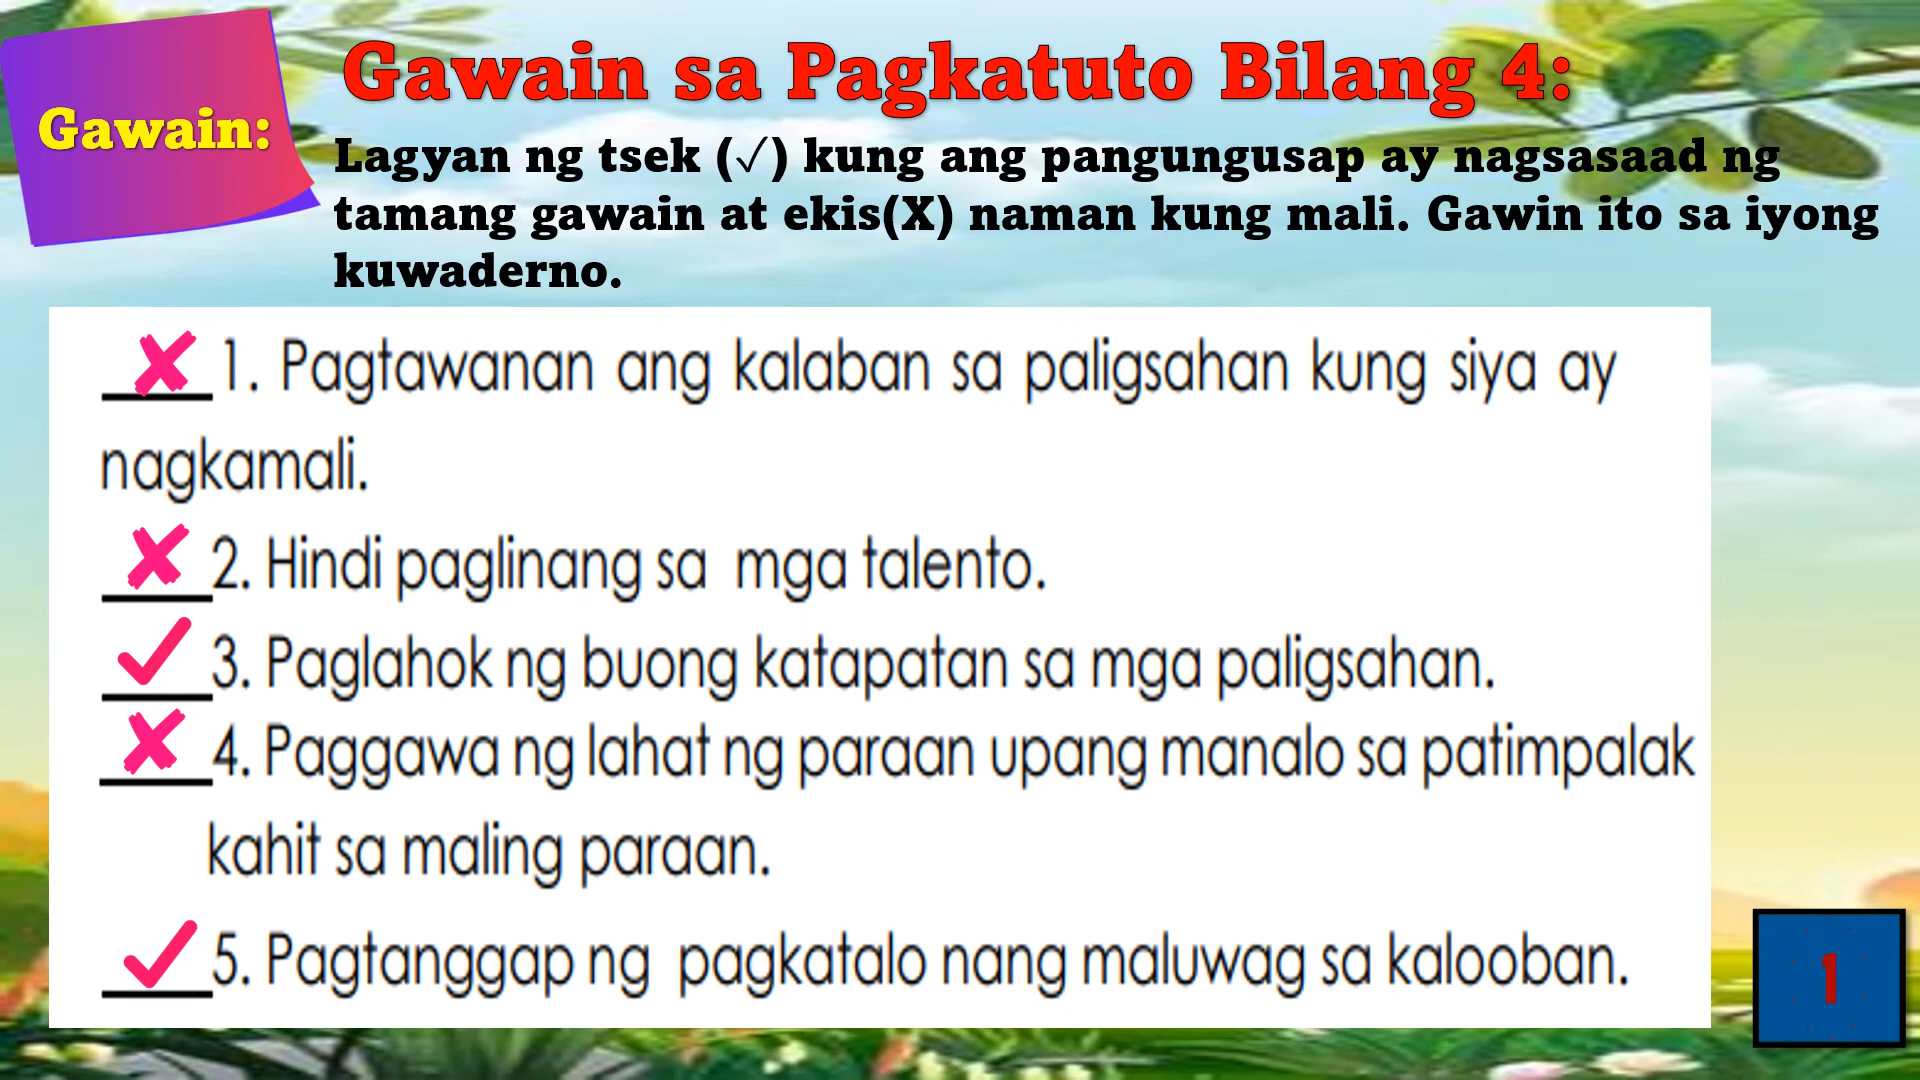 Gawain:
Gawain sa Pagkatuto Bilang 4:
Lagyan ng tsek (✓) kung ang pangungusap ay nagsasaad ng
tamang gawain at ekis(X) naman kung mali. Gawin ito sa iyong
kuwaderno.
✗ 1. Pagtawanan ang kalaban sa paligsahan kung siya ay
nagkamali.
✗ 2. Hindi paglinang sa mga talento.
✓ 3. Paglahok ng buong katapatan sa mga paligsahan.
✗ 4. Paggawa ng lahat ng paraan upang manalo sa patimpalak
kahit sa maling paraan.
✓ 5. Pagtanggap ng pagkatalo nang maluwag sa kalooban.
1